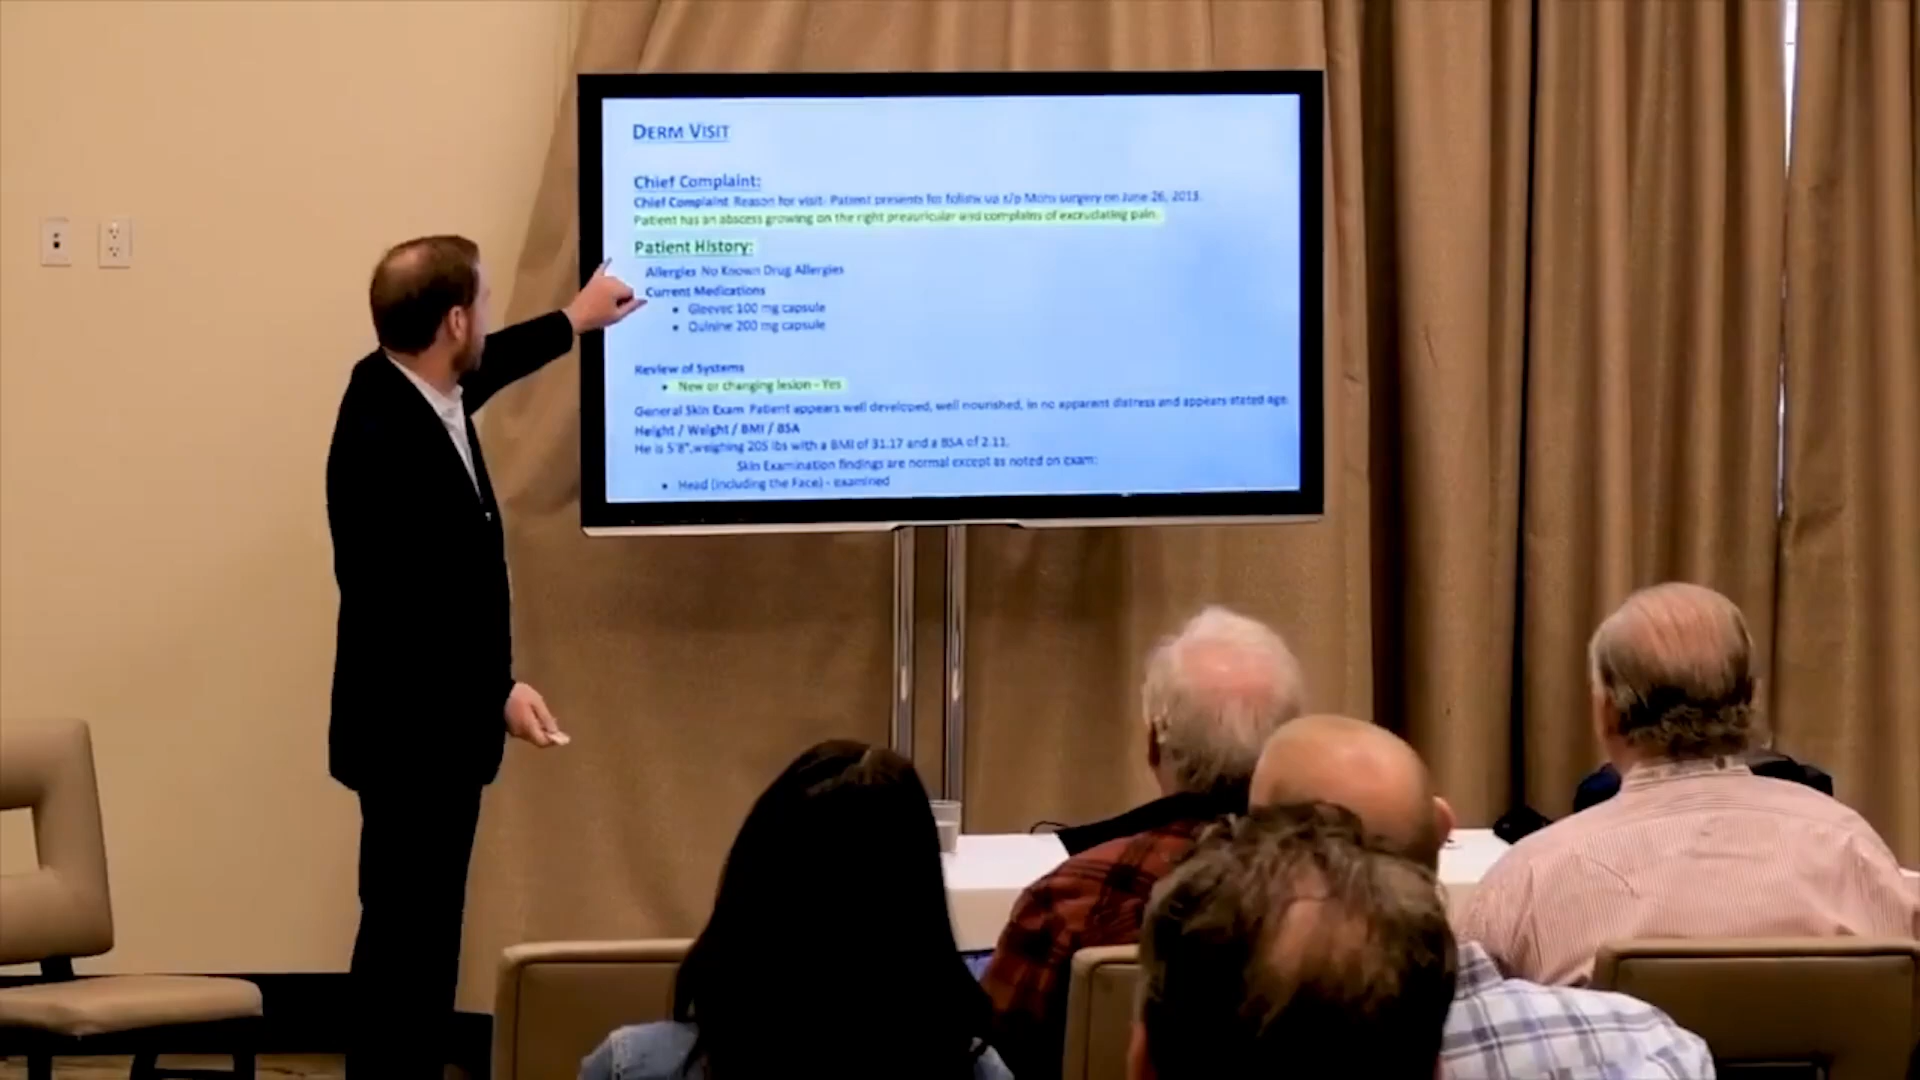 DERM VISIT
Chief Complaint:
Chief Complaint Reason for visit- Patient presents for follow up s/p Mohs surgery on June 26, 2013.
Patient has an abscess growing on the right preauricular and complains of excruciating pain.
Patient History:
Allergies No Known Drug Allergies
Current Medications
• Gleevec 100 mg capsule
• Quinine 200 mg capsule
Review of Systems
• New or changing lesion - Yes
General Skin Exam Patient appears well developed, well nourished, in no apparent distress and appears stated age.
Height / Weight / BMI / BSA
He is 5'8", weighing 205 lbs with a BMI of 31.17 and a BSA of 2.11.
Skin Examination findings are normal except as noted on exam:
• Head (including the Face) - examined